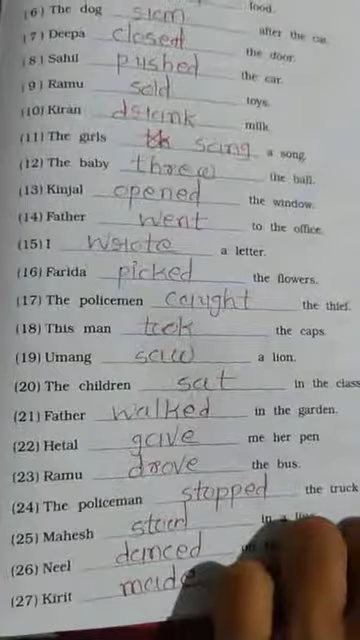 (6) The dog food.
(7) Deepa closed after the car.
(8) Sahil pushed the door.
(9) Ramu sold the car.
(10) Kiran drank toys.
(11) The girls sang milk.
(12) The baby threw a song.
(13) Kinjal opened the ball.
(14) Father went the window.
(15) I wrote to the office.
(16) Farida picked a letter.
(17) The policemen caught the flowers.
(18) This man took the thief.
(19) Umang saw the caps.
(20) The children sat a lion.
(21) Father walked in the class
(22) Hetal gave in the garden.
(23) Ramu drove me her pen
(24) The policeman stopped the bus.
(25) Mahesh the truck
(26) Neel danced in a
(27) Kirit made